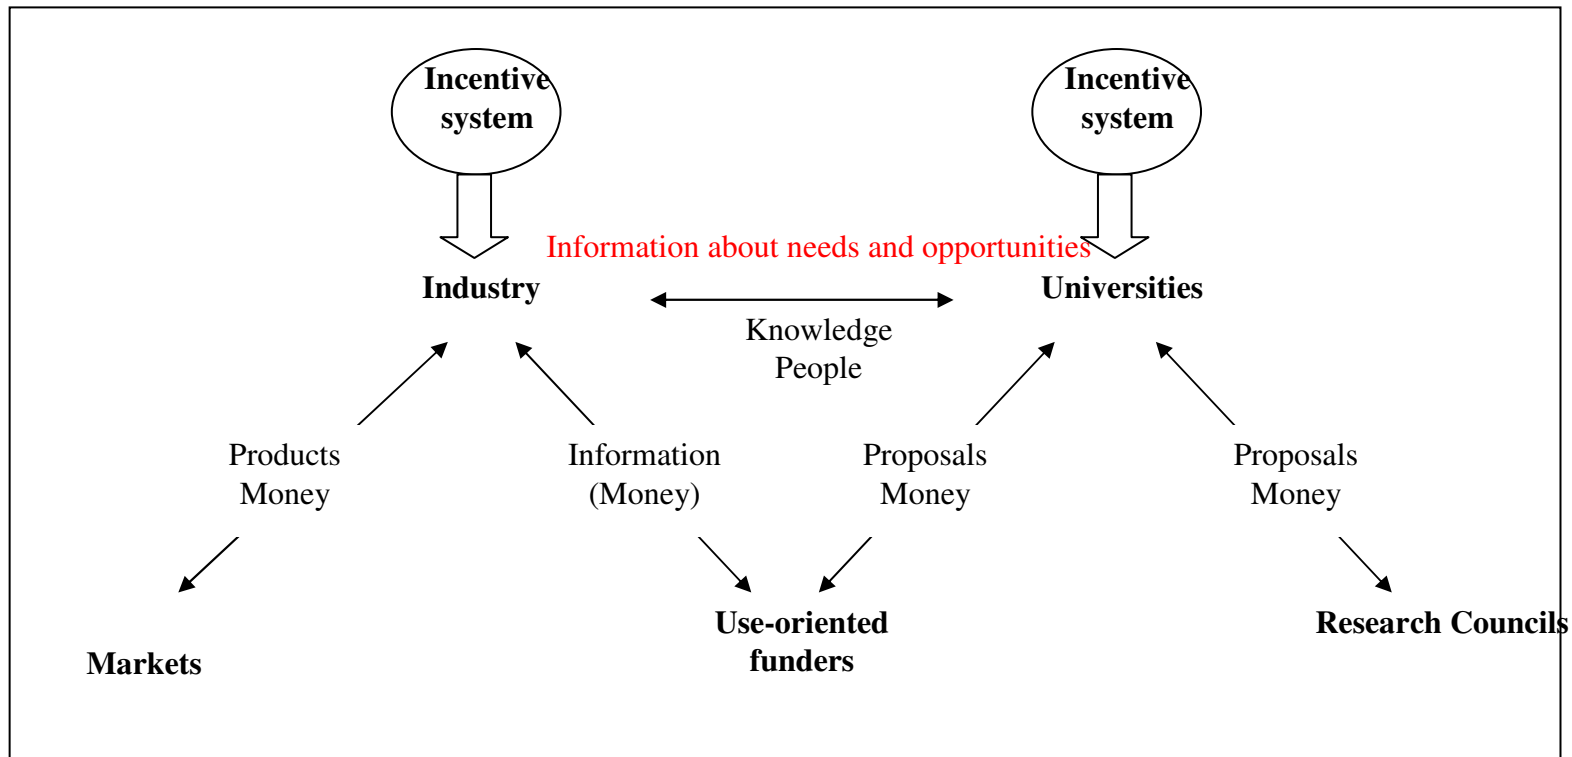 Incentive
system
Incentive
system
Information about needs and opportunities
Industry
Universities
Knowledge
People
Products
Money
Information
(Money)
Proposals
Money
Proposals
Money
Use-oriented
funders
Research Councils
Markets